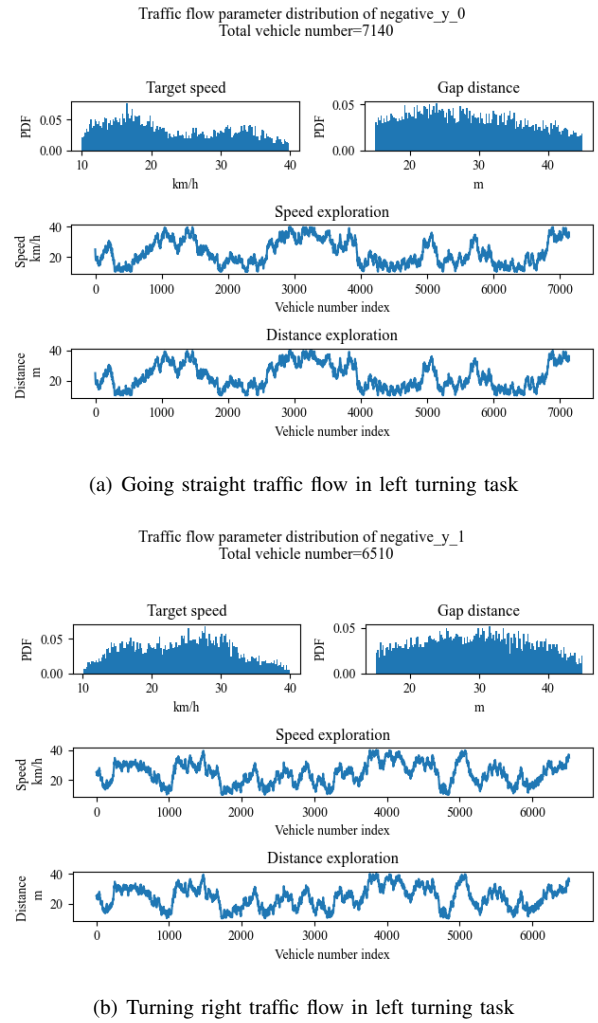 Traffic flow parameter distribution of negative_y_0
Total vehicle number=7140
Target speed
Gap distance
PDF
0.05
0.00
10 20 30 40
km/h
PDF
0.05
0.00
20 30 40
m
Speed exploration
Speed
km/h
40
20
0 1000 2000 3000 4000 5000 6000 7000
Vehicle number index
Distance exploration
Distance
m
40
20
0 1000 2000 3000 4000 5000 6000 7000
Vehicle number index
(a) Going straight traffic flow in left turning task
Traffic flow parameter distribution of negative_y_1
Total vehicle number=6510
Target speed
Gap distance
PDF
0.05
0.00
10 20 30 40
km/h
PDF
0.05
0.00
20 30 40
m
Speed exploration
Speed
km/h
40
20
0 1000 2000 3000 4000 5000 6000
Vehicle number index
Distance exploration
Distance
m
40
20
0 1000 2000 3000 4000 5000 6000
Vehicle number index
(b) Turning right traffic flow in left turning task